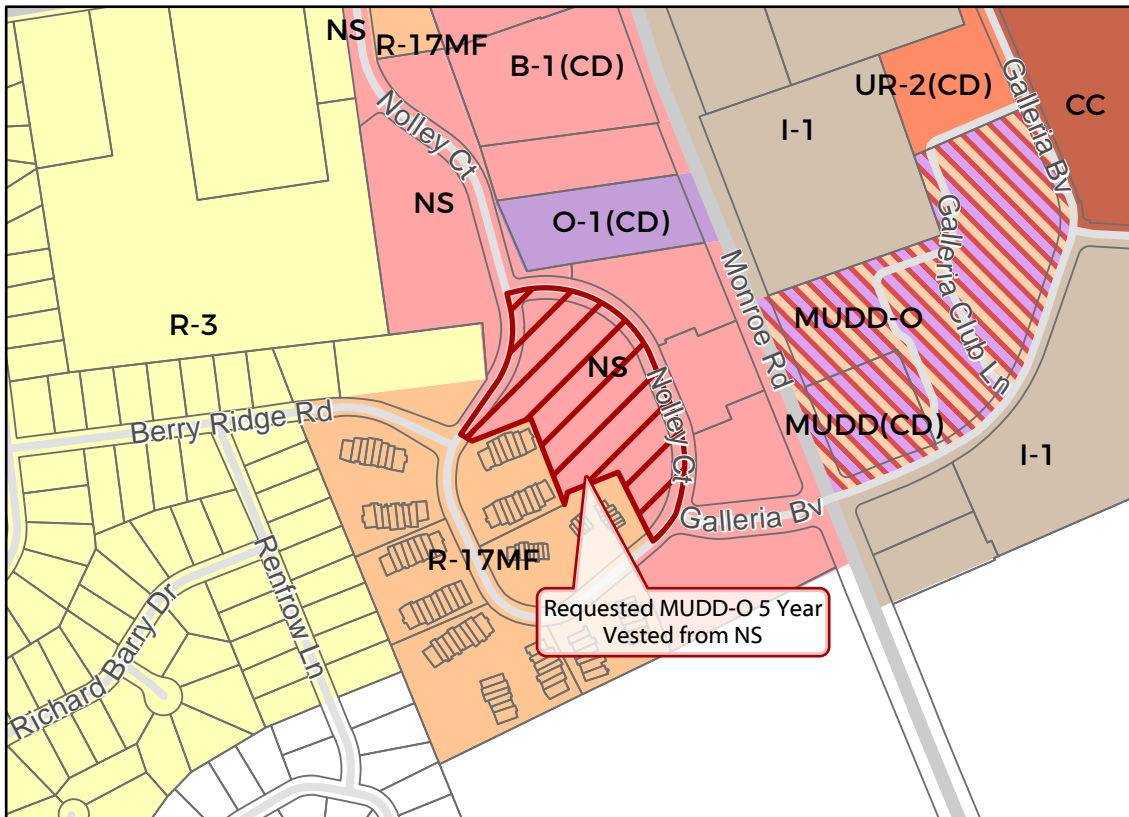 NS
R-17MF
B-1(CD)
UR-2(CD)
Galleria Bv
CC
I-1
Nolley Ct
NS
O-1(CD)
Galleria Club Ln
Monroe Rd
R-3
MUDD-O
NS
Nolley Ct
Berry Ridge Rd
MUDD(CD)
I-1
Galleria Bv
R-17MF
Renfrow Ln
Richard Barry Dr
Requested MUDD-O 5 Year
Vested from NS